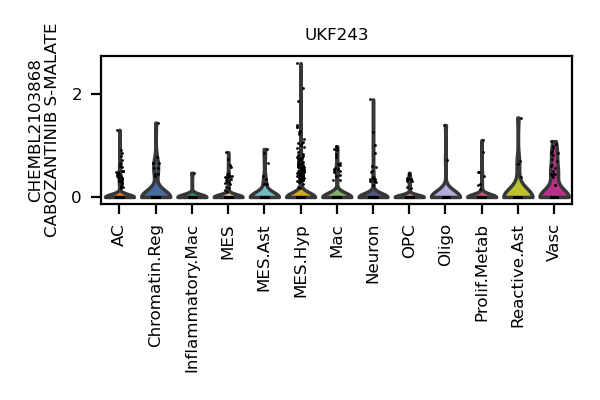 UKF243
CHEMBL2103868
CABOZANTINIB S-MALATE
2
0
AC
Chromatin.Reg
Inflammatory.Mac
MES
MES.Ast
MES.Hyp
Mac
Neuron
OPC
Oligo
Prolif.Metab
Reactive.Ast
Vasc